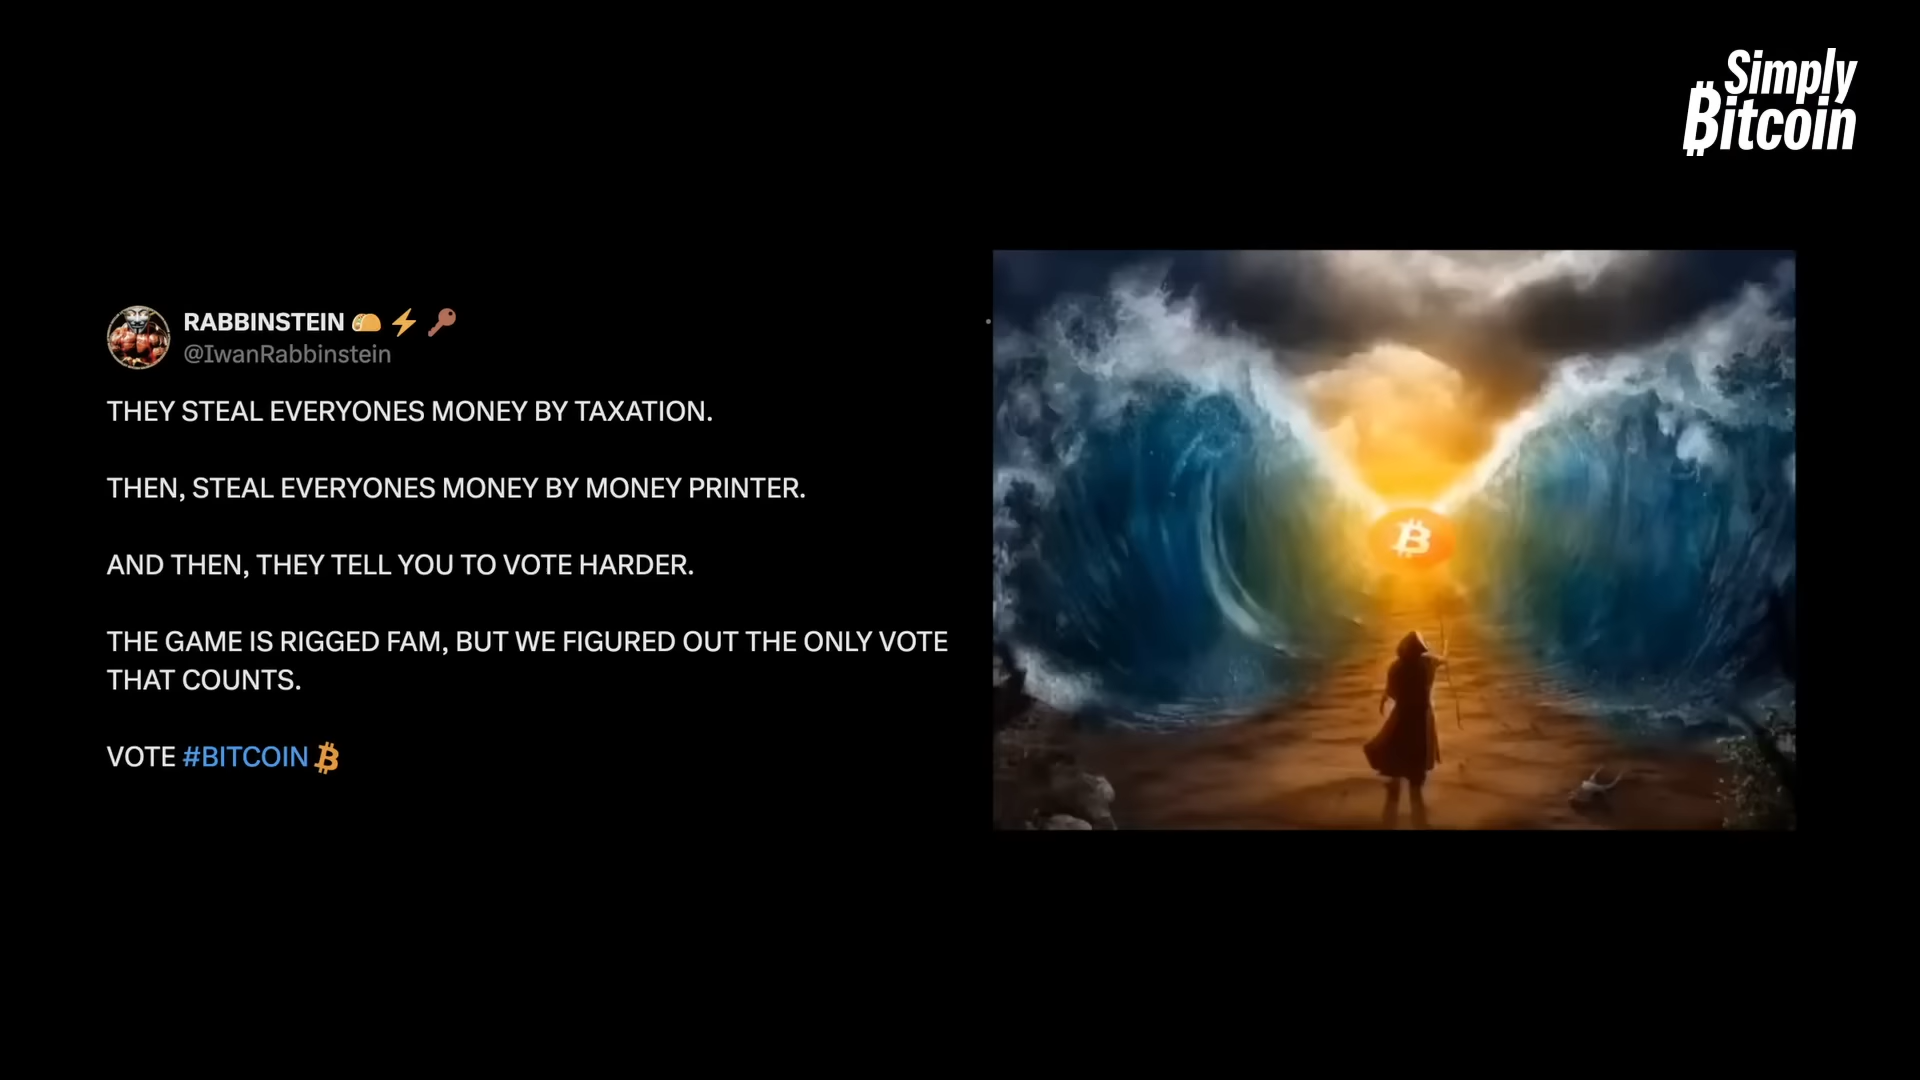 Simply
Bitcoin
RABBINSTEIN 🌮⚡🔑
@IwanRabbinstein
THEY STEAL EVERYONES MONEY BY TAXATION.
THEN, STEAL EVERYONES MONEY BY MONEY PRINTER.
AND THEN, THEY TELL YOU TO VOTE HARDER.
THE GAME IS RIGGED FAM, BUT WE FIGURED OUT THE ONLY VOTE
THAT COUNTS.
VOTE #BITCOIN